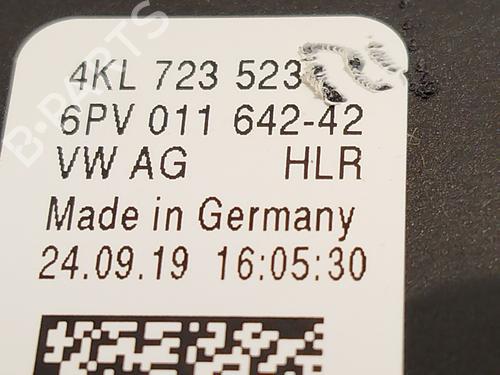 4KL 723 523
6PV 011 642-42
VW AG HLR
Made in Germany
24.09.19 16:05:30
B-PARTS